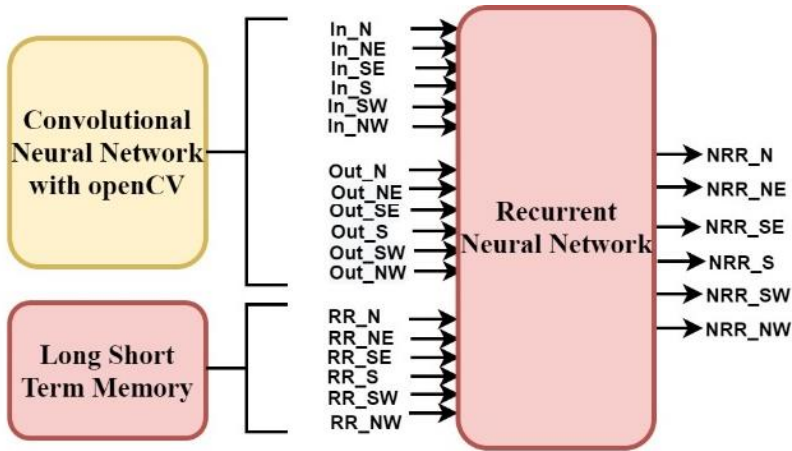 Convolutional
Neural Network
with openCV
Long Short
Term Memory
In_N
In_NE
In_SE
In_S
In_SW
In_NW
Out_N
Out_NE
Out_SE
Out_S
Out_SW
Out_NW
RR_N
RR_NE
RR_SE
RR_S
RR_SW
RR_NW
Recurrent
Neural Network
NRR_N
NRR_NE
NRR_SE
NRR_S
NRR_SW
NRR_NW